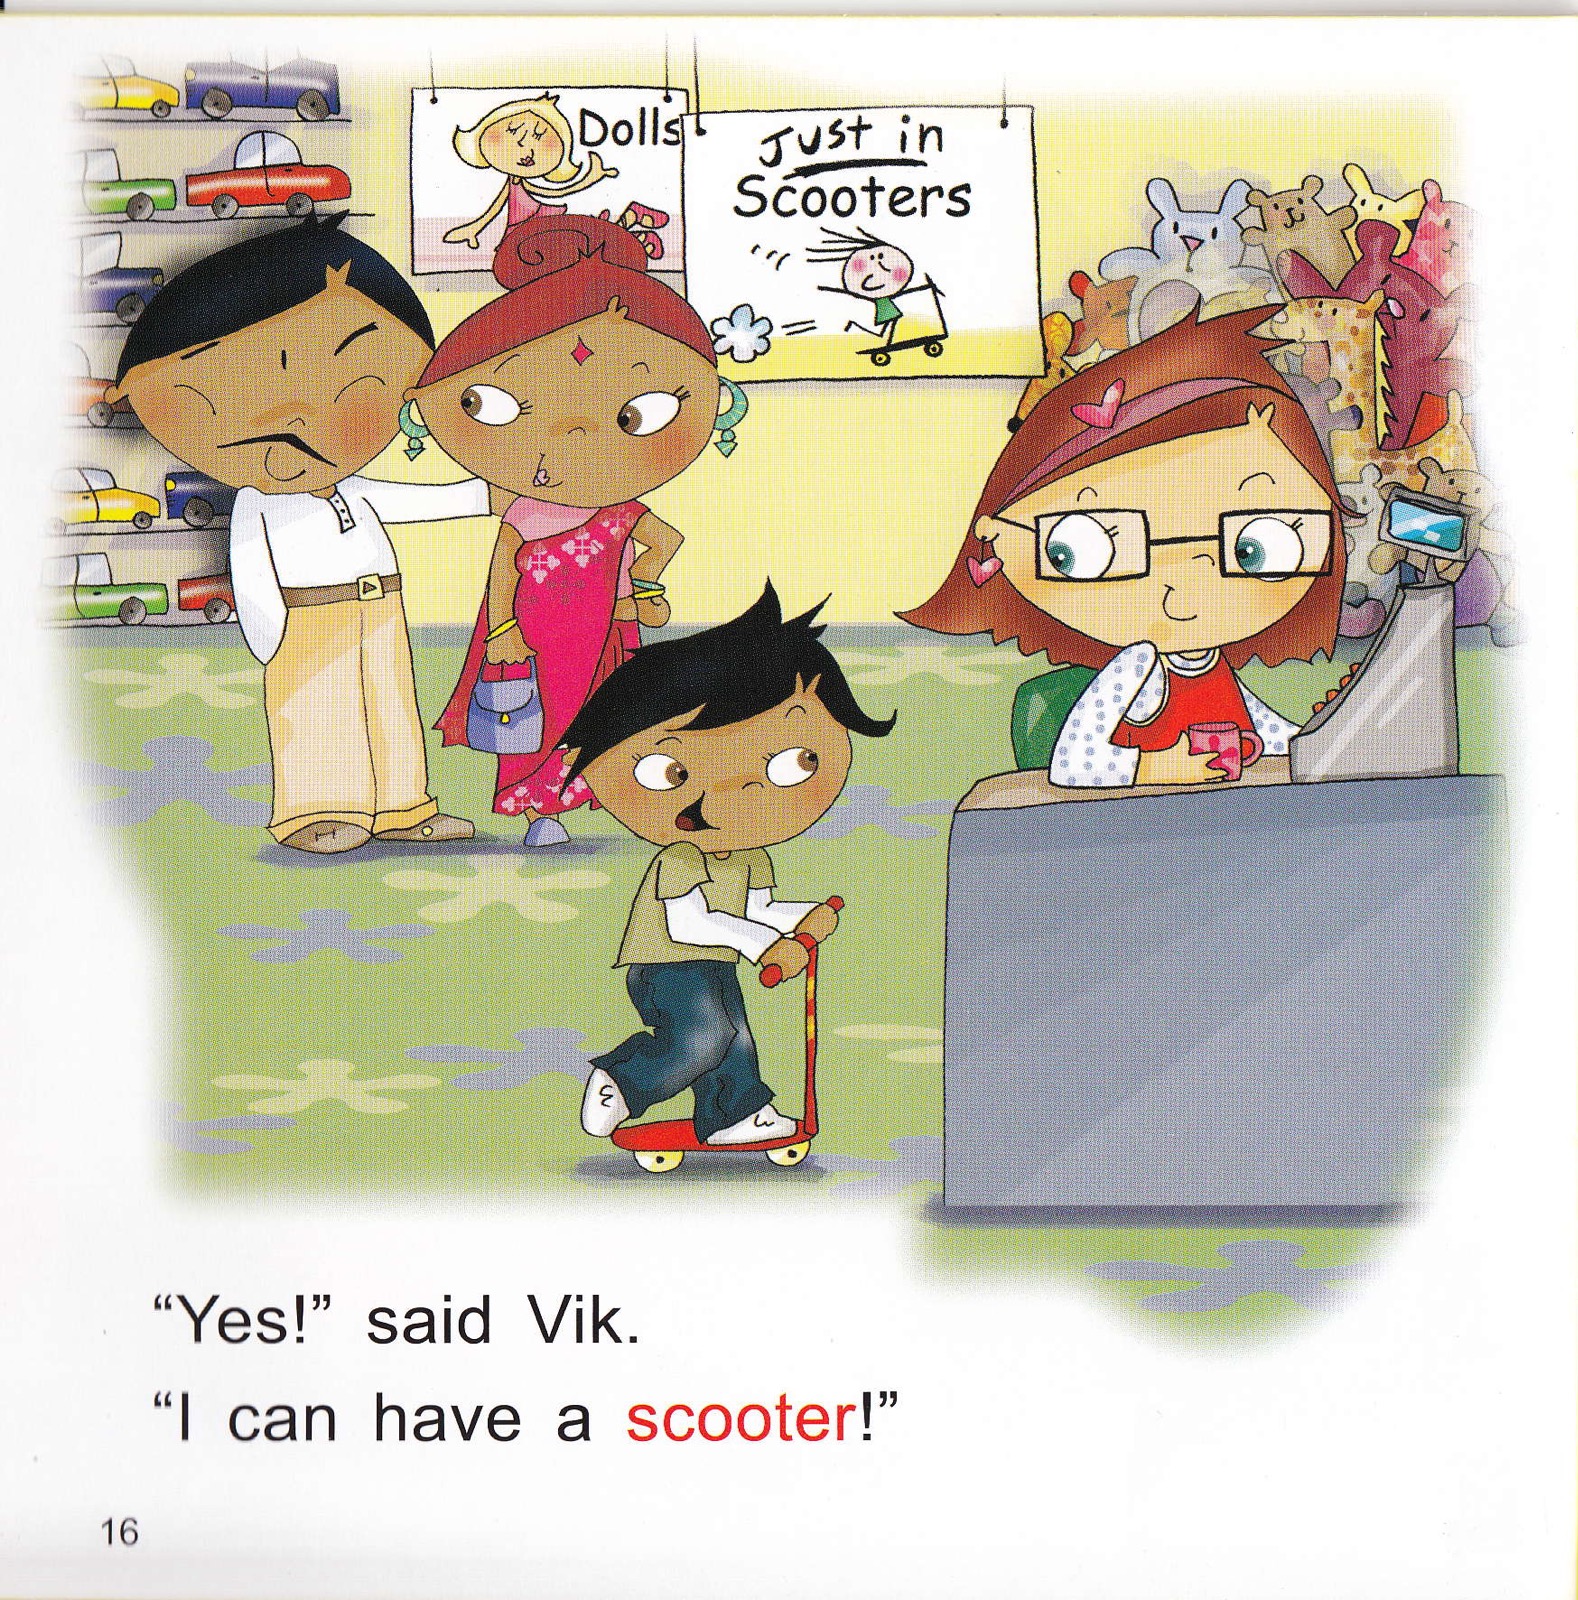 Dolls
Just in
Scooters
“Yes!” said Vik.
“I can have a scooter!”
16